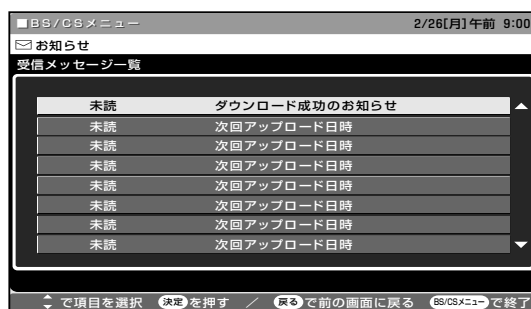 ■BS/CSメニュー 2/26[月]午前 9:00
お知らせ
受信メッセージ一覧
未読 ダウンロード成功のお知らせ
未読 次回アップロード日時
未読 次回アップロード日時
未読 次回アップロード日時
未読 次回アップロード日時
未読 次回アップロード日時
未読 次回アップロード日時
未読 次回アップロード日時
で項目を選択 決定を押す ／ 戻るで前の画面に戻る BS/CSメニューで終了